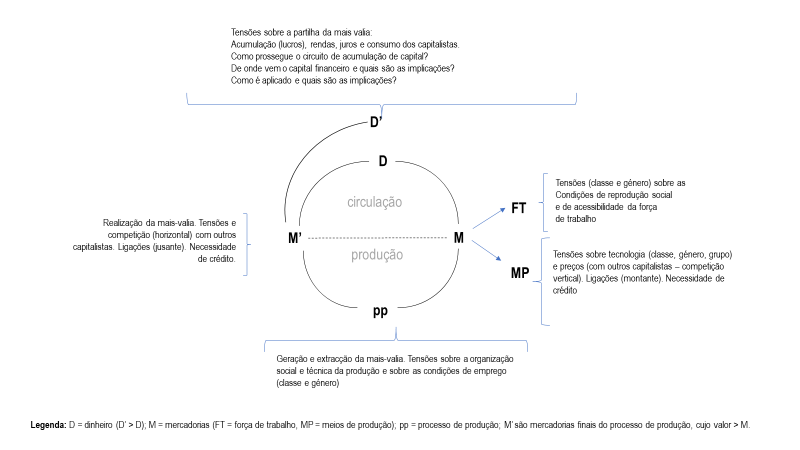 Tensões sobre a partilha da mais valia:
Acumulação (lucros), rendas, juros e consumo dos capitalistas.
Como prossegue o circuito de acumulação de capital?
De onde vem o capital financeiro e quais são as implicações?
Como é aplicado e quais são as implicações?
D'
D
circulação
Tensões (classe e género) sobre as
Condições de reprodução social
e de acessibilidade da força
de trabalho
FT
Realização da mais-valia. Tensões e
competição (horizontal) com outros
capitalistas. Ligações (jusante). Necessidade
de crédito.
M'
M
produção
MP
Tensões sobre tecnologia (classe, género, grupo)
e preços (com outros capitalistas – competição
vertical). Ligações (montante). Necessidade de
crédito
pp
Geração e extracção da mais-valia. Tensões sobre a organização
social e técnica da produção e sobre as condições de emprego
(classe e género)
Legenda: D = dinheiro (D' > D); M = mercadorias (FT = força de trabalho, MP = meios de produção); pp = processo de produção; M' são mercadorias finais do processo de produção, cujo valor > M.